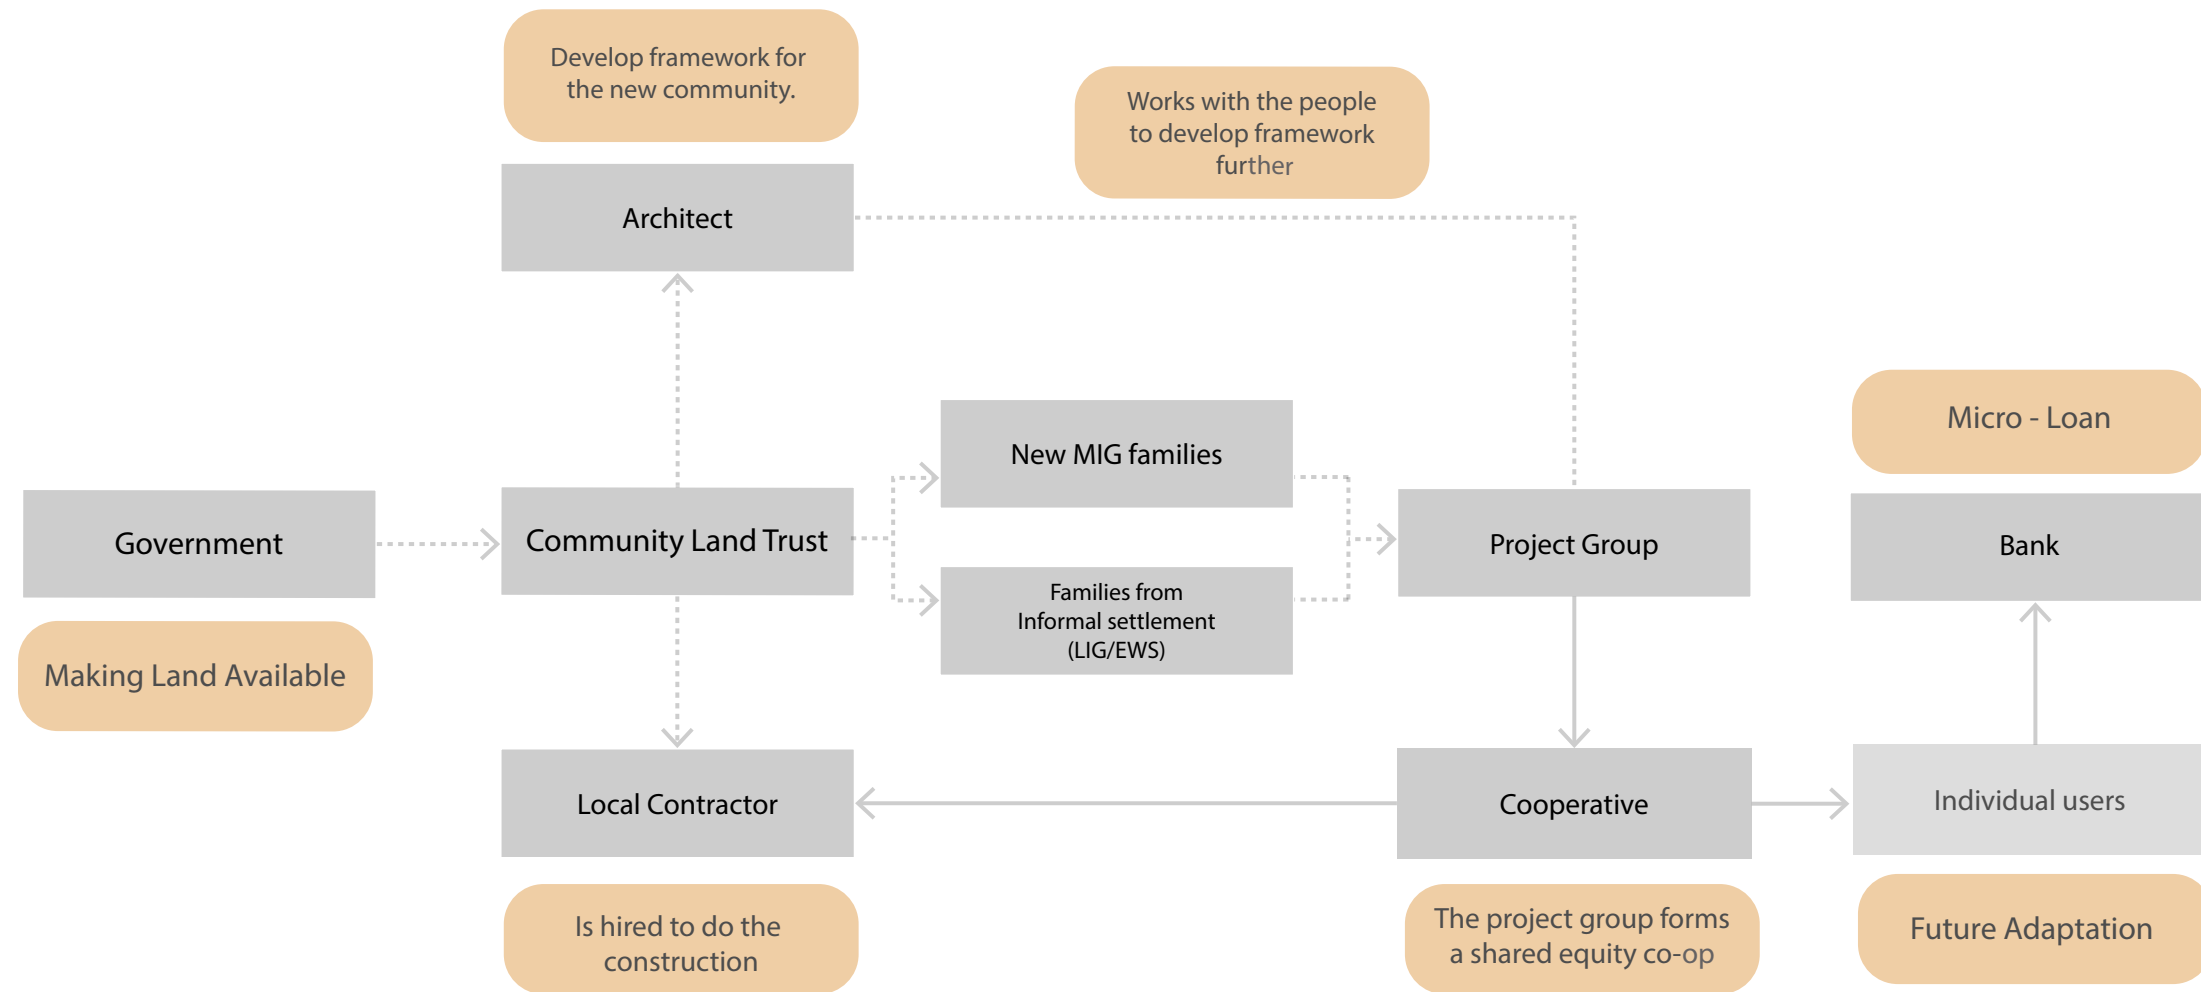 Develop framework for
the new community.
Works with the people
to develop framework
further
Architect
Micro - Loan
New MIG families
Government
Community Land Trust
Project Group
Bank
Families from
Informal settlement
(LIG/EWS)
Making Land Available
Local Contractor
Cooperative
Individual users
Is hired to do the
construction
The project group forms
a shared equity co-op
Future Adaptation